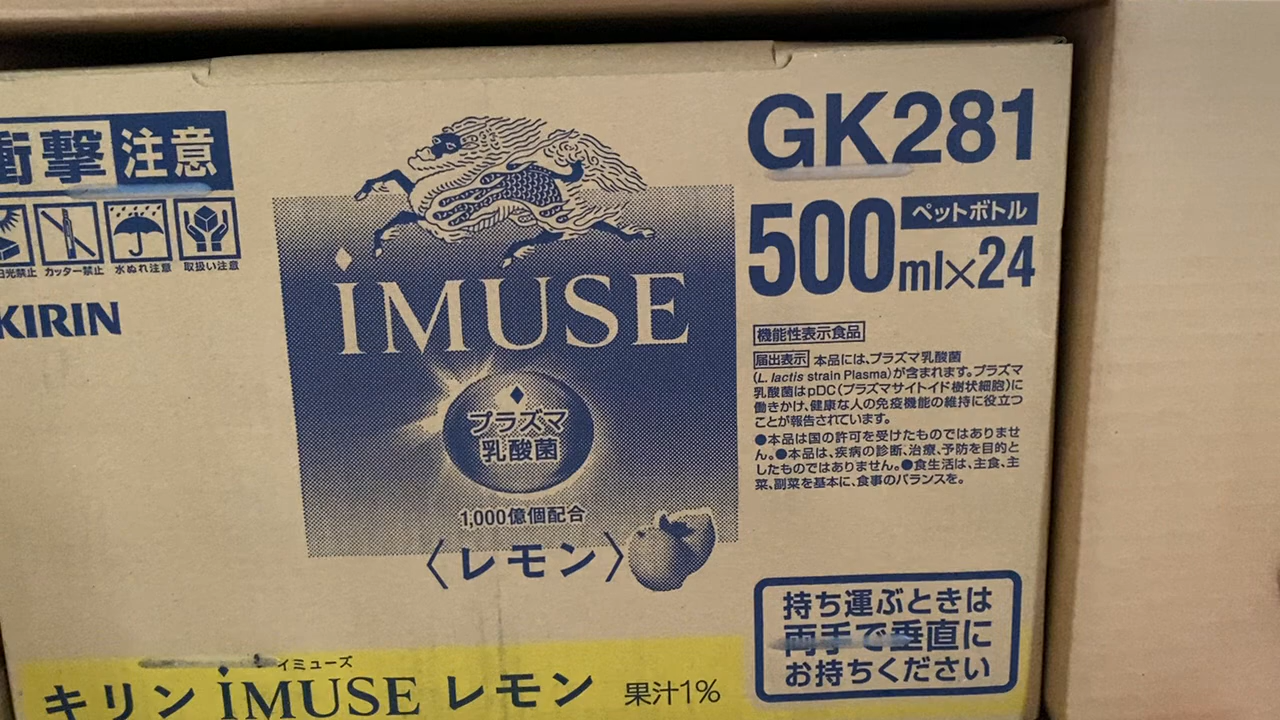 衝撃 注意
日光禁止 カッター禁止 水ぬれ注意 取扱い注意
KIRIN
iMUSE
プラズマ
乳酸菌
1,000億個配合
〈レモン〉
GK281
500ml×24 ペットボトル
機能性表示食品
届出表示 本品には、プラズマ乳酸菌
(L. lactis strain Plasma)が含まれます。プラズマ
乳酸菌はpDC(プラズマサイトイド樹状細胞)に
働きかけ、健康な人の免疫機能の維持に役立つ
ことが報告されています。
●本品は国の許可を受けたものではありませ
ん。●本品は、疾病の診断、治療、予防を目的と
したものではありません。●食生活は、主食、主
菜、副菜を基本に、食事のバランスを。
持ち運ぶときは
両手で垂直に
お持ちください
イミューズ
キリン iMUSE レモン 果汁1%